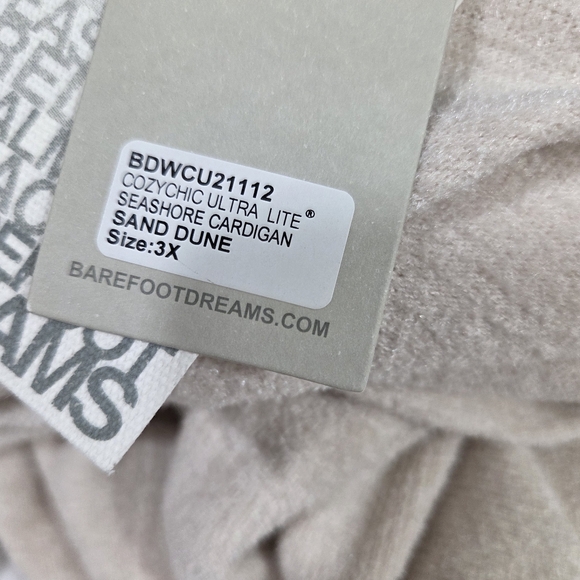 BDWCU21112
COZYCHIC ULTRA LITE®
SEASHORE CARDIGAN
SAND DUNE
Size:3X
BAREFOOTDREAMS.COM